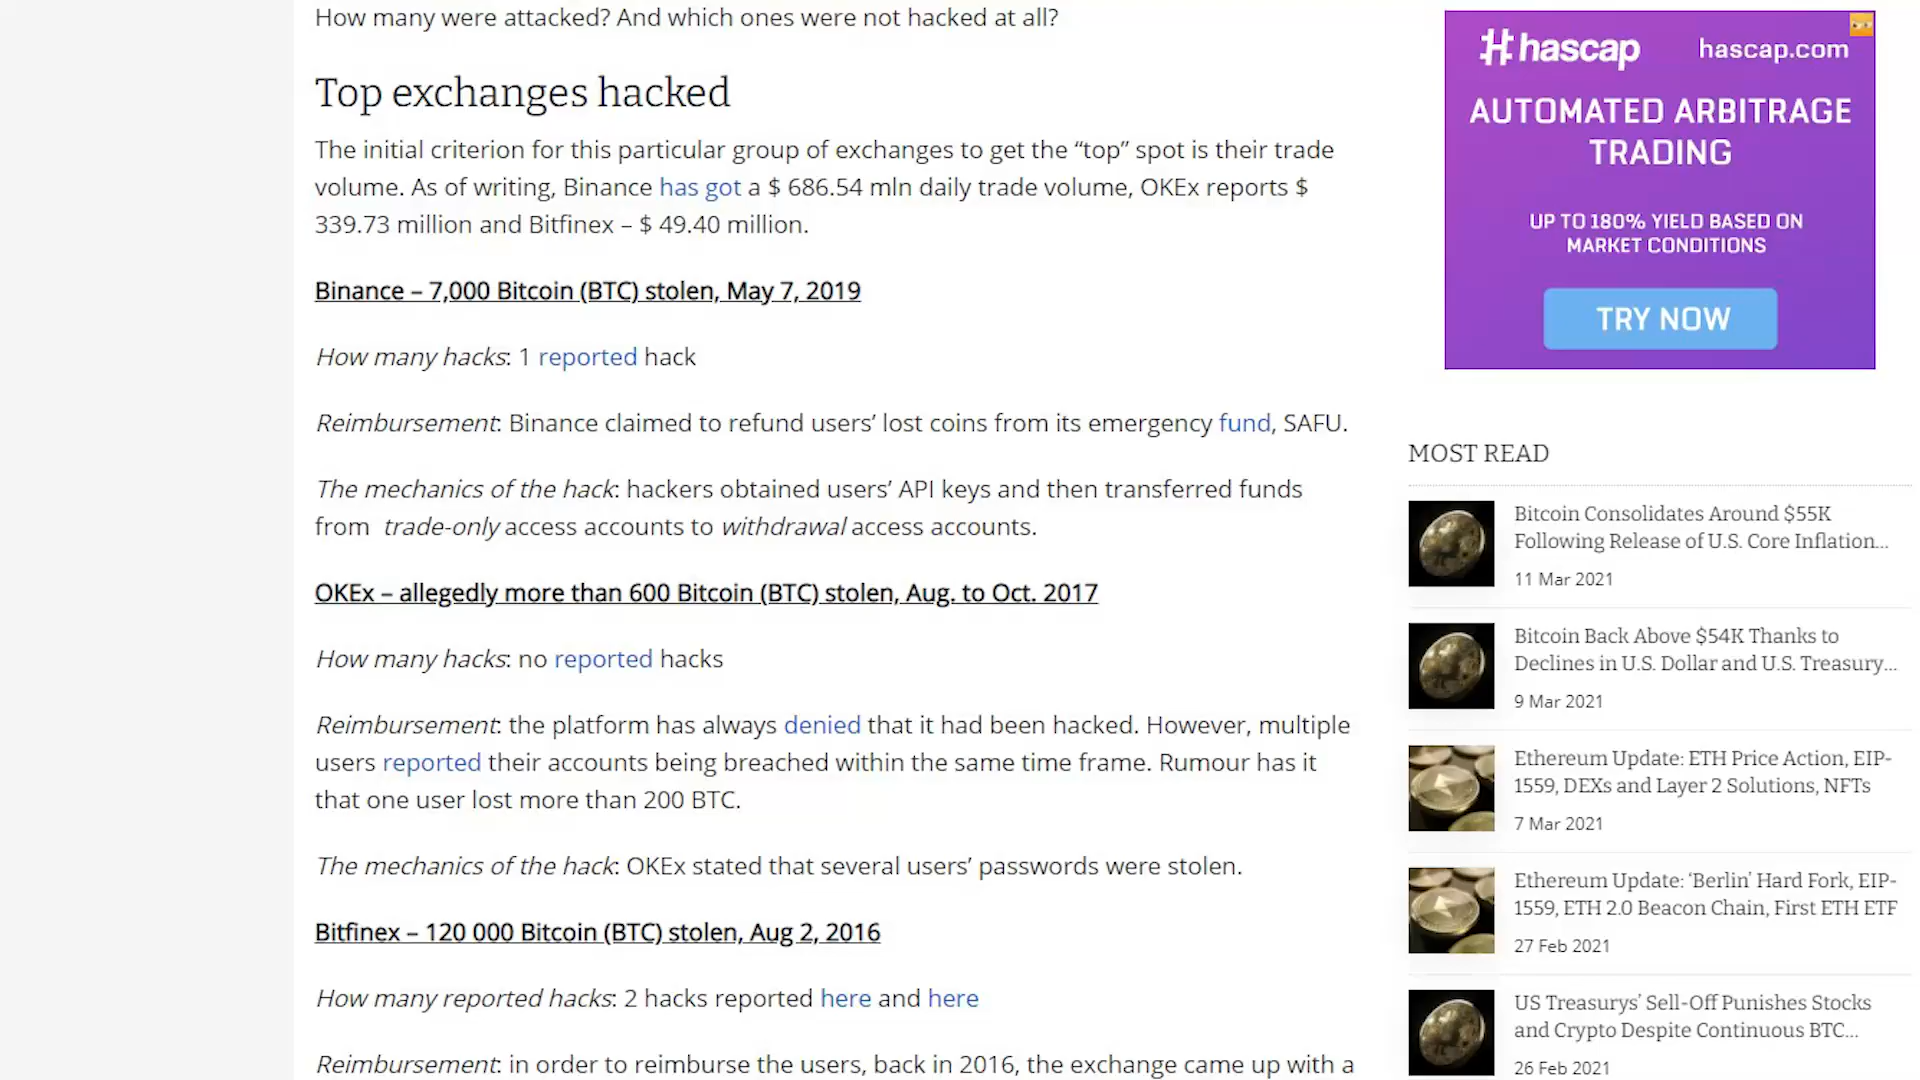 How many were attacked? And which ones were not hacked at all?
Top exchanges hacked
The initial criterion for this particular group of exchanges to get the “top” spot is their trade
volume. As of writing, Binance has got a $ 686.54 mln daily trade volume, OKEx reports $
339.73 million and Bitfinex – $ 49.40 million.
Binance – 7,000 Bitcoin (BTC) stolen, May 7, 2019
How many hacks: 1 reported hack
Reimbursement: Binance claimed to refund users’ lost coins from its emergency fund, SAFU.
The mechanics of the hack: hackers obtained users’ API keys and then transferred funds
from trade-only access accounts to withdrawal access accounts.
OKEx – allegedly more than 600 Bitcoin (BTC) stolen, Aug. to Oct. 2017
How many hacks: no reported hacks
Reimbursement: the platform has always denied that it had been hacked. However, multiple
users reported their accounts being breached within the same time frame. Rumour has it
that one user lost more than 200 BTC.
The mechanics of the hack: OKEx stated that several users’ passwords were stolen.
Bitfinex – 120 000 Bitcoin (BTC) stolen, Aug 2, 2016
How many reported hacks: 2 hacks reported here and here
Reimbursement: in order to reimburse the users, back in 2016, the exchange came up with a
hascap hascap.com
AUTOMATED ARBITRAGE
TRADING
UP TO 180% YIELD BASED ON
MARKET CONDITIONS
TRY NOW
MOST READ
Bitcoin Consolidates Around $55K
Following Release of U.S. Core Inflation...
11 Mar 2021
Bitcoin Back Above $54K Thanks to
Declines in U.S. Dollar and U.S. Treasury...
9 Mar 2021
Ethereum Update: ETH Price Action, EIP-
1559, DEXs and Layer 2 Solutions, NFTs
7 Mar 2021
Ethereum Update: ‘Berlin’ Hard Fork, EIP-
1559, ETH 2.0 Beacon Chain, First ETH ETF
27 Feb 2021
US Treasurys’ Sell-Off Punishes Stocks
and Crypto Despite Continuous BTC...
26 Feb 2021